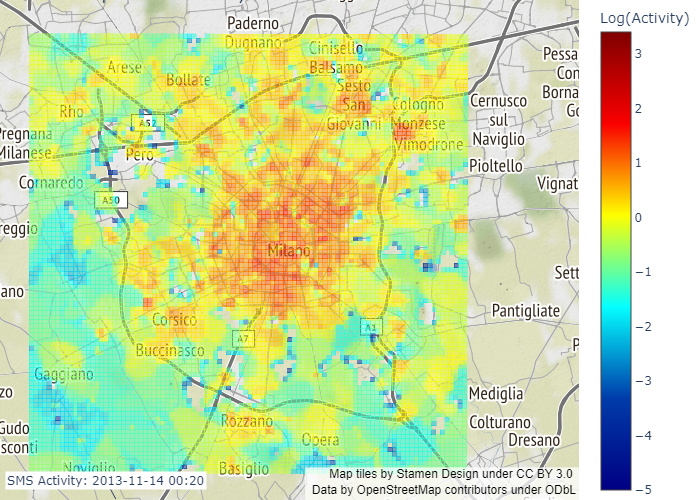 Paderno
Dugnano
Cinisello
Balsamo
Log(Activity)
Arese
Bollate
Sesto
San
Giovanni
Pessa
Con
Borna
Rho
A52
Cologno
Monzese
Vimodrone
Cernusco
sul
Naviglio
Pregnana
Milanese
Pero
Pioltello
Cornaredo
A50
Vignat
reggio
Milano
Sett
ano
Corsico
Pantigliate
A7
A1
Buccinasco
Gaggiano
zo
Mediglia
Rozzano
Colturano
Gudo
sconti
Opera
Dresano
Noviglio
Basiglio
3
2
1
0
−1
−2
−3
−4
−5
SMS Activity: 2013-11-14 00:20
Map tiles by Stamen Design under CC BY 3.0
Data by OpenStreetMap contributors under ODbL